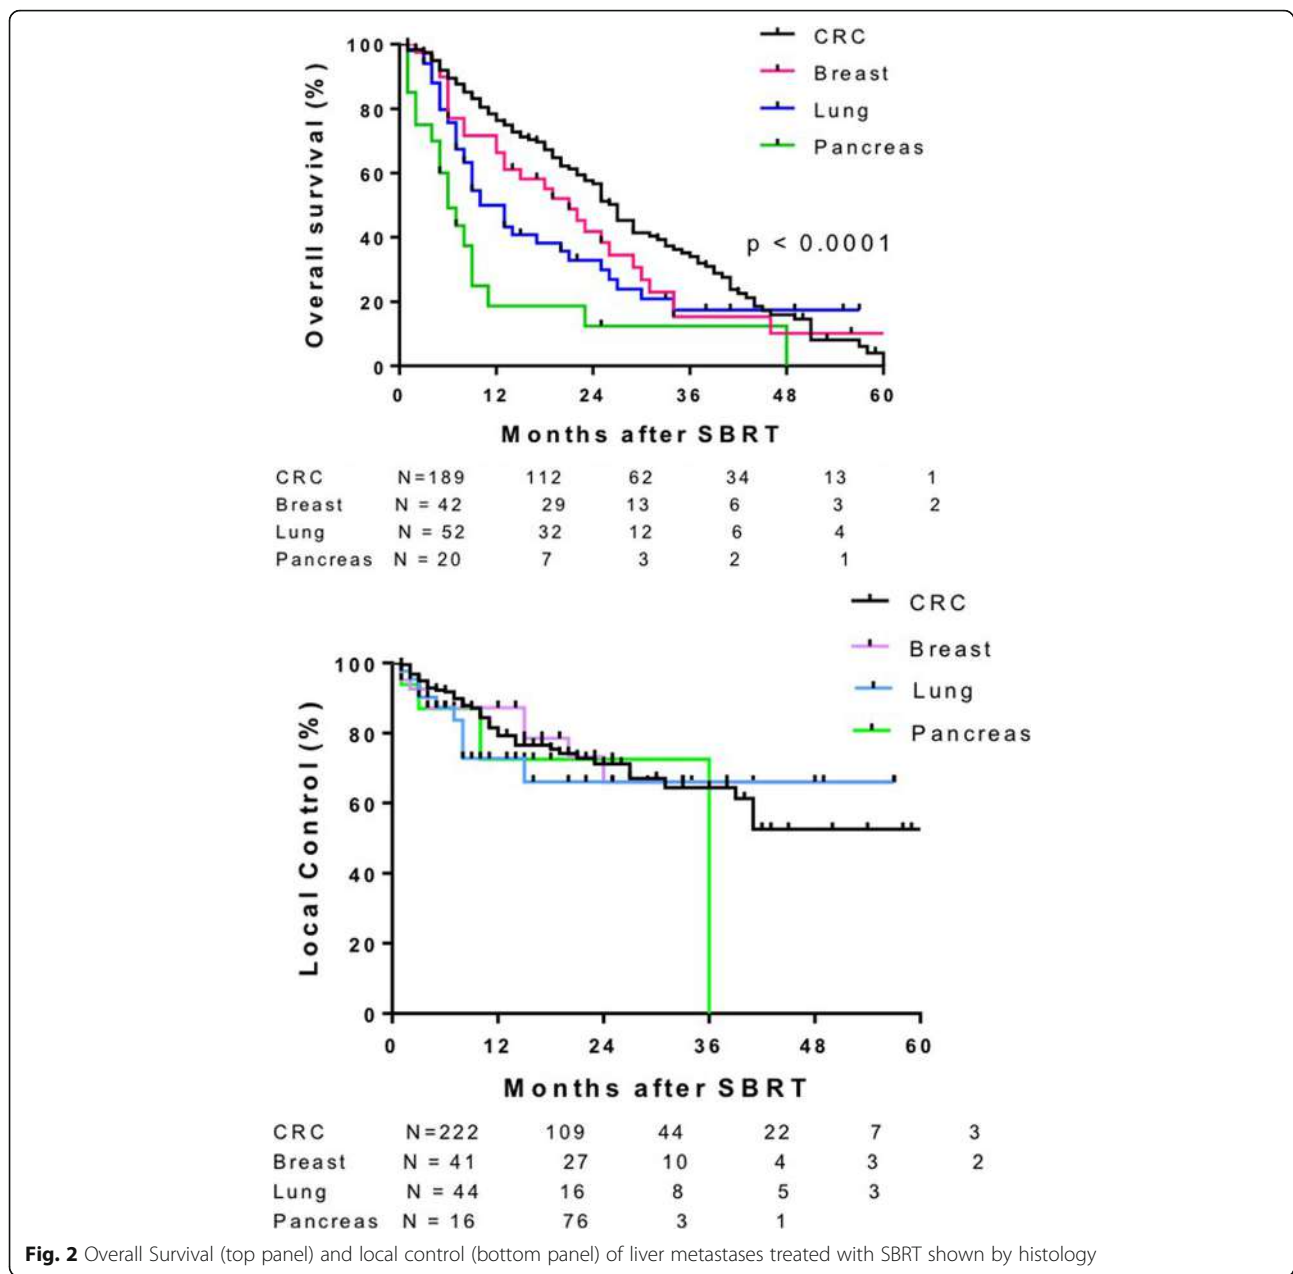 CRC
Breast
Lung
Pancreas
p < 0.0001
Overall survival (%)
100
80
60
40
20
0
0 12 24 36 48 60
Months after SBRT
CRC N=189 112 62 34 13 1
Breast N = 42 29 13 6 3 2
Lung N = 52 32 12 6 4
Pancreas N = 20 7 3 2 1
CRC
Breast
Lung
Pancreas
Local Control (%)
100
80
60
40
20
0
0 12 24 36 48 60
Months after SBRT
CRC N=222 109 44 22 7 3
Breast N = 41 27 10 4 3 2
Lung N = 44 16 8 5 3
Pancreas N = 16 76 3 1
Fig. 2 Overall Survival (top panel) and local control (bottom panel) of liver metastases treated with SBRT shown by histology